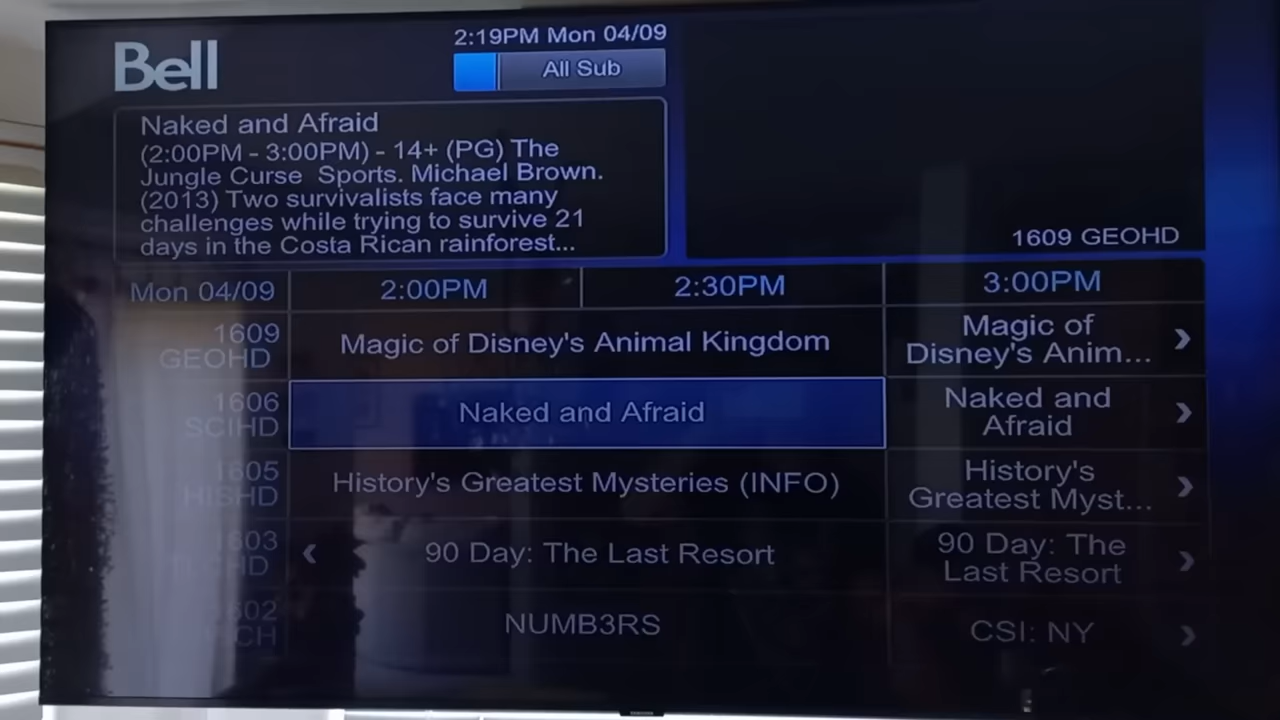 Bell
2:19PM Mon 04/09
All Sub
Naked and Afraid
(2:00PM - 3:00PM) - 14+ (PG) The
Jungle Curse Sports. Michael Brown.
(2013) Two survivalists face many
challenges while trying to survive 21
days in the Costa Rican rainforest...
1609 GEOHD
Mon 04/09
2:00PM
2:30PM
3:00PM
1609
GEOHD
Magic of Disney's Animal Kingdom
Magic of
Disney's Anim...
1606
SCIHD
Naked and Afraid
Naked and
Afraid
1605
HISHD
History's Greatest Mysteries (INFO)
History's
Greatest Myst...
1603
90 Day: The Last Resort
90 Day: The
Last Resort
NUMB3RS
CSI: NY